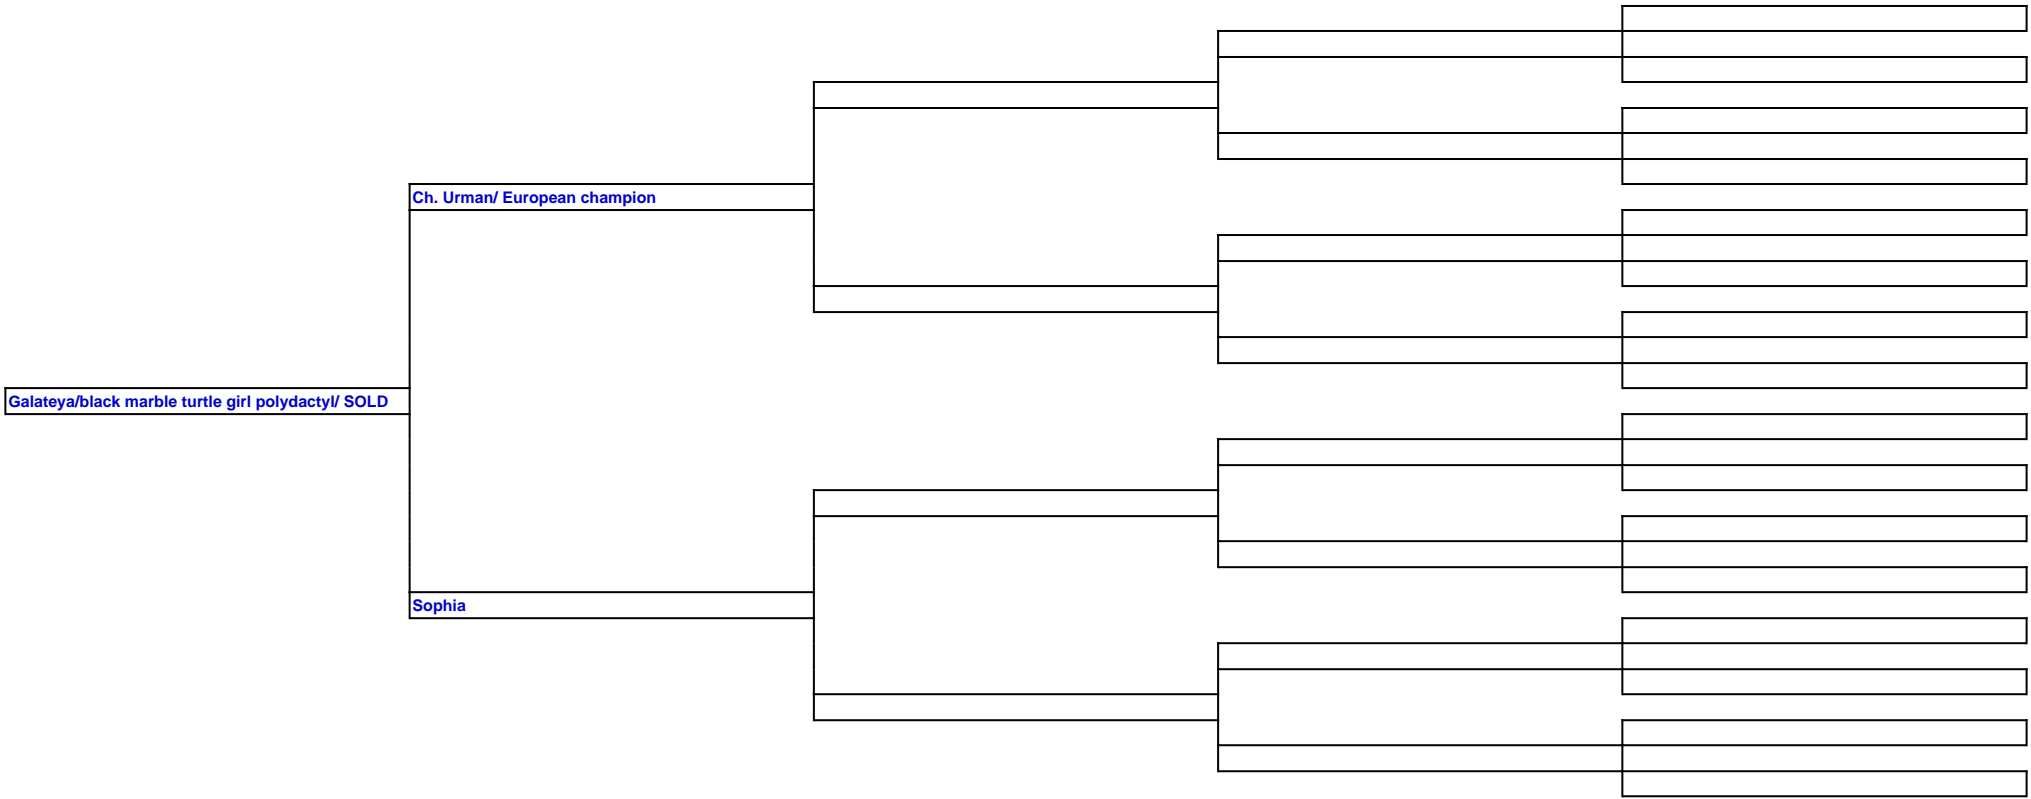 Ch. Urman/ European champion
Galateya/black marble turtle girl polydactyl/ SOLD
Sophia